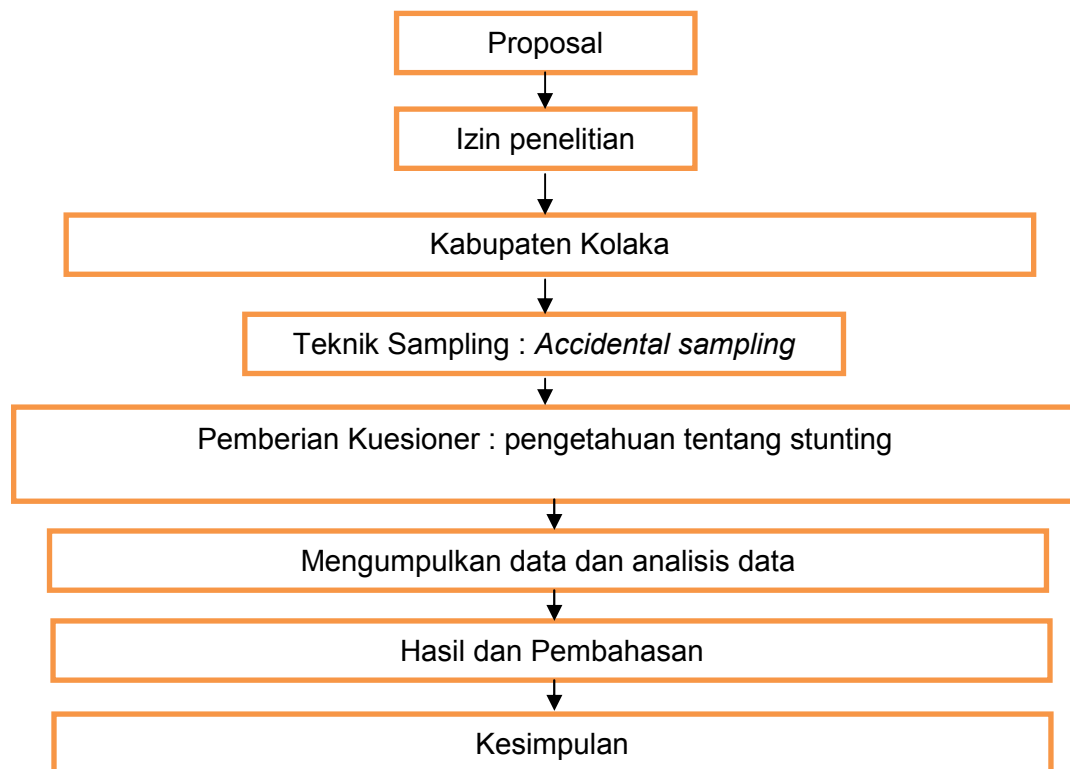 Proposal
Izin penelitian
Kabupaten Kolaka
Teknik Sampling : Accidental sampling
Pemberian Kuesioner : pengetahuan tentang stunting
Mengumpulkan data dan analisis data
Hasil dan Pembahasan
Kesimpulan